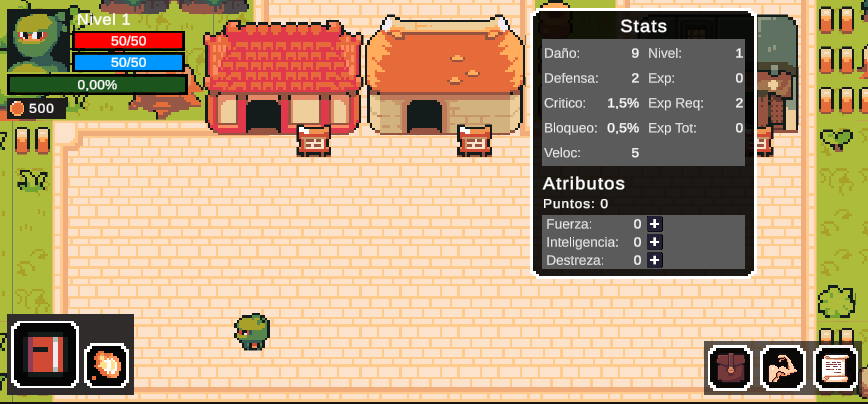 Nivel 1
50/50
50/50
0,00%
500
Stats
Daño: 9 Nivel: 1
Defensa: 2 Exp: 0
Critico: 1,5% Exp Req: 2
Bloqueo: 0,5% Exp Tot: 0
Veloc: 5
Atributos
Puntos: 0
Fuerza: 0 +
Inteligencia: 0 +
Destreza: 0 +